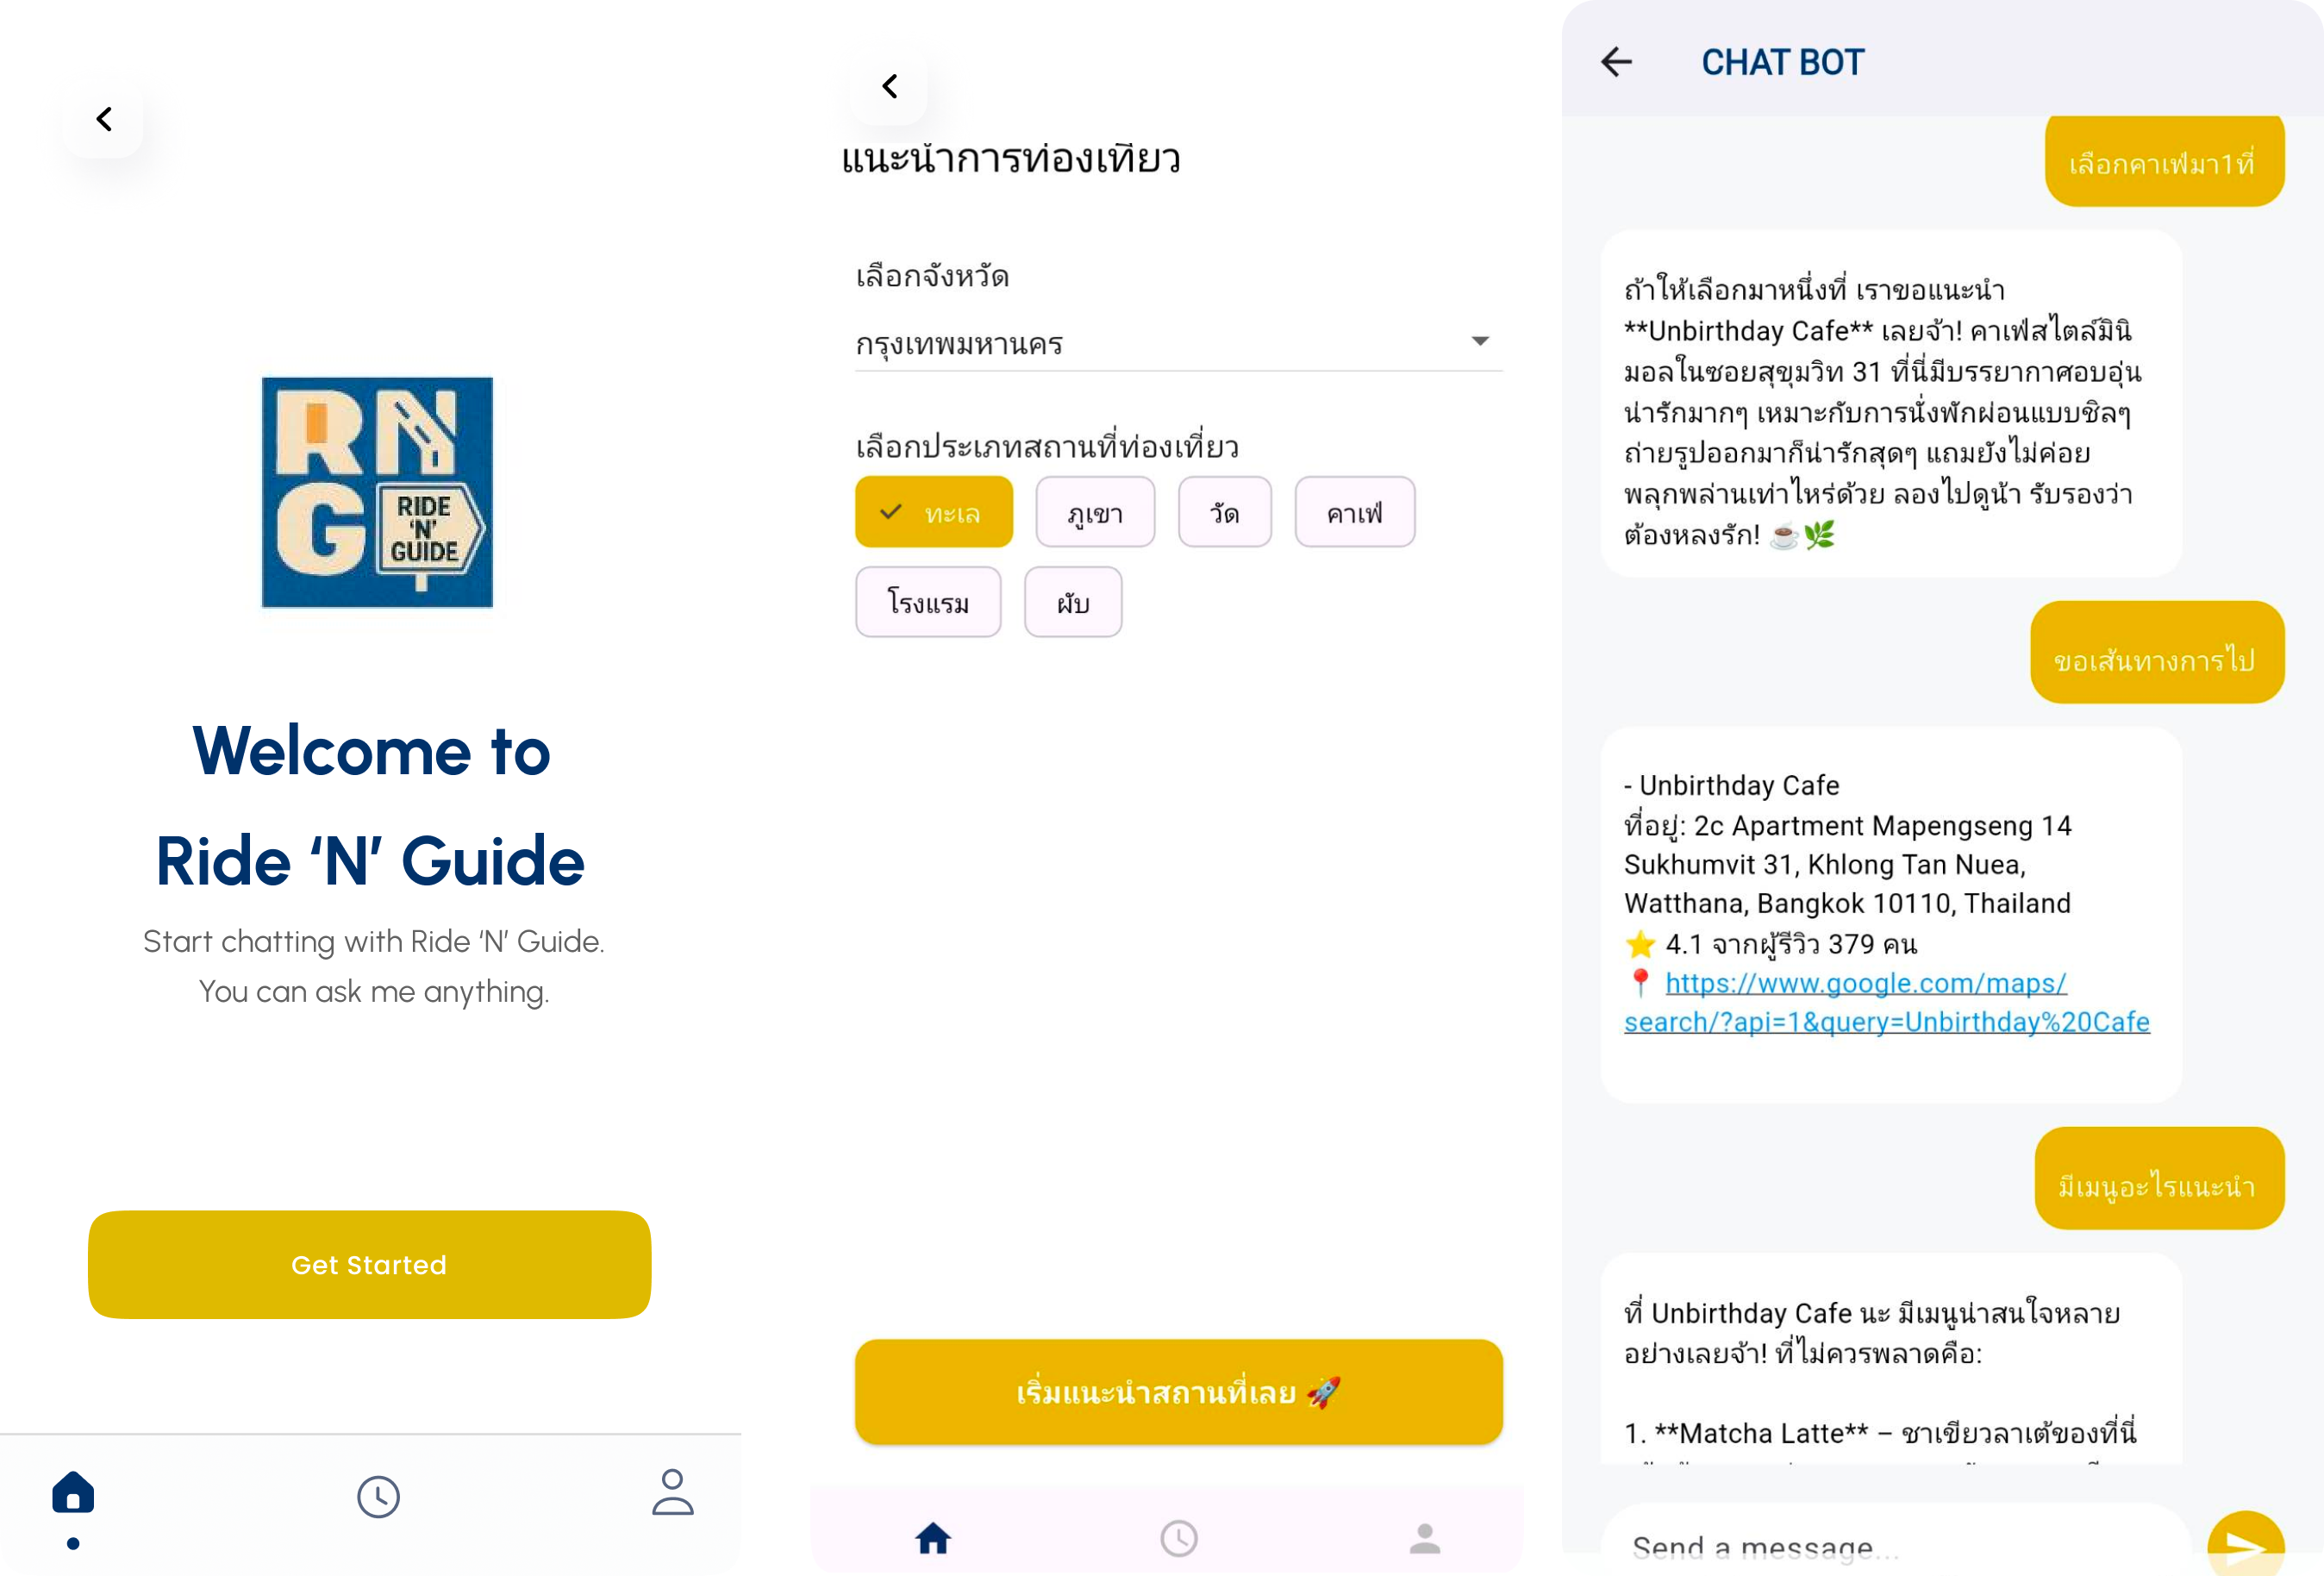 RN
G
RIDE
‘N’
GUIDE
Welcome to
Ride ‘N’ Guide
Start chatting with Ride ‘N’ Guide.
You can ask me anything.
Get Started
แนะนำการท่องเที่ยว
เลือกจังหวัด
กรุงเทพมหานคร
เลือกประเภทสถานที่ท่องเที่ยว
ทะเล
ภูเขา
วัด
คาเฟ่
โรงแรม
ผับ
เริ่มแนะนำสถานที่เลย 🚀
CHAT BOT
เลือกคาเฟ่มา1ที่
ถ้าให้เลือกมาหนึ่งที่ เราขอแนะนำ
**Unbirthday Cafe** เลยจ้า! คาเฟ่สไตล์มินิ
มอลในซอยสุขุมวิท 31 ที่นี่มีบรรยากาศอบอุ่น
น่ารักมากๆ เหมาะกับการนั่งพักผ่อนแบบชิลๆ
ถ่ายรูปออกมาก็น่ารักสุดๆ แถมยังไม่ค่อย
พลุกพล่านเท่าไหร่ด้วย ลองไปดูน้า รับรองว่า
ต้องหลงรัก! ☕🌿
ขอเส้นทางการไป
- Unbirthday Cafe
ที่อยู่: 2c Apartment Mapengseng 14
Sukhumvit 31, Khlong Tan Nuea,
Watthana, Bangkok 10110, Thailand
⭐ 4.1 จากผู้รีวิว 379 คน
📍 https://www.google.com/maps/
search/?api=1&query=Unbirthday%20Cafe
มีเมนูอะไรแนะนำ
ที่ Unbirthday Cafe นะ มีเมนูน่าสนใจหลาย
อย่างเลยจ้า! ที่ไม่ควรพลาดคือ:
1. **Matcha Latte** – ชาเขียวลาเต้ของที่นี่
Send a message...